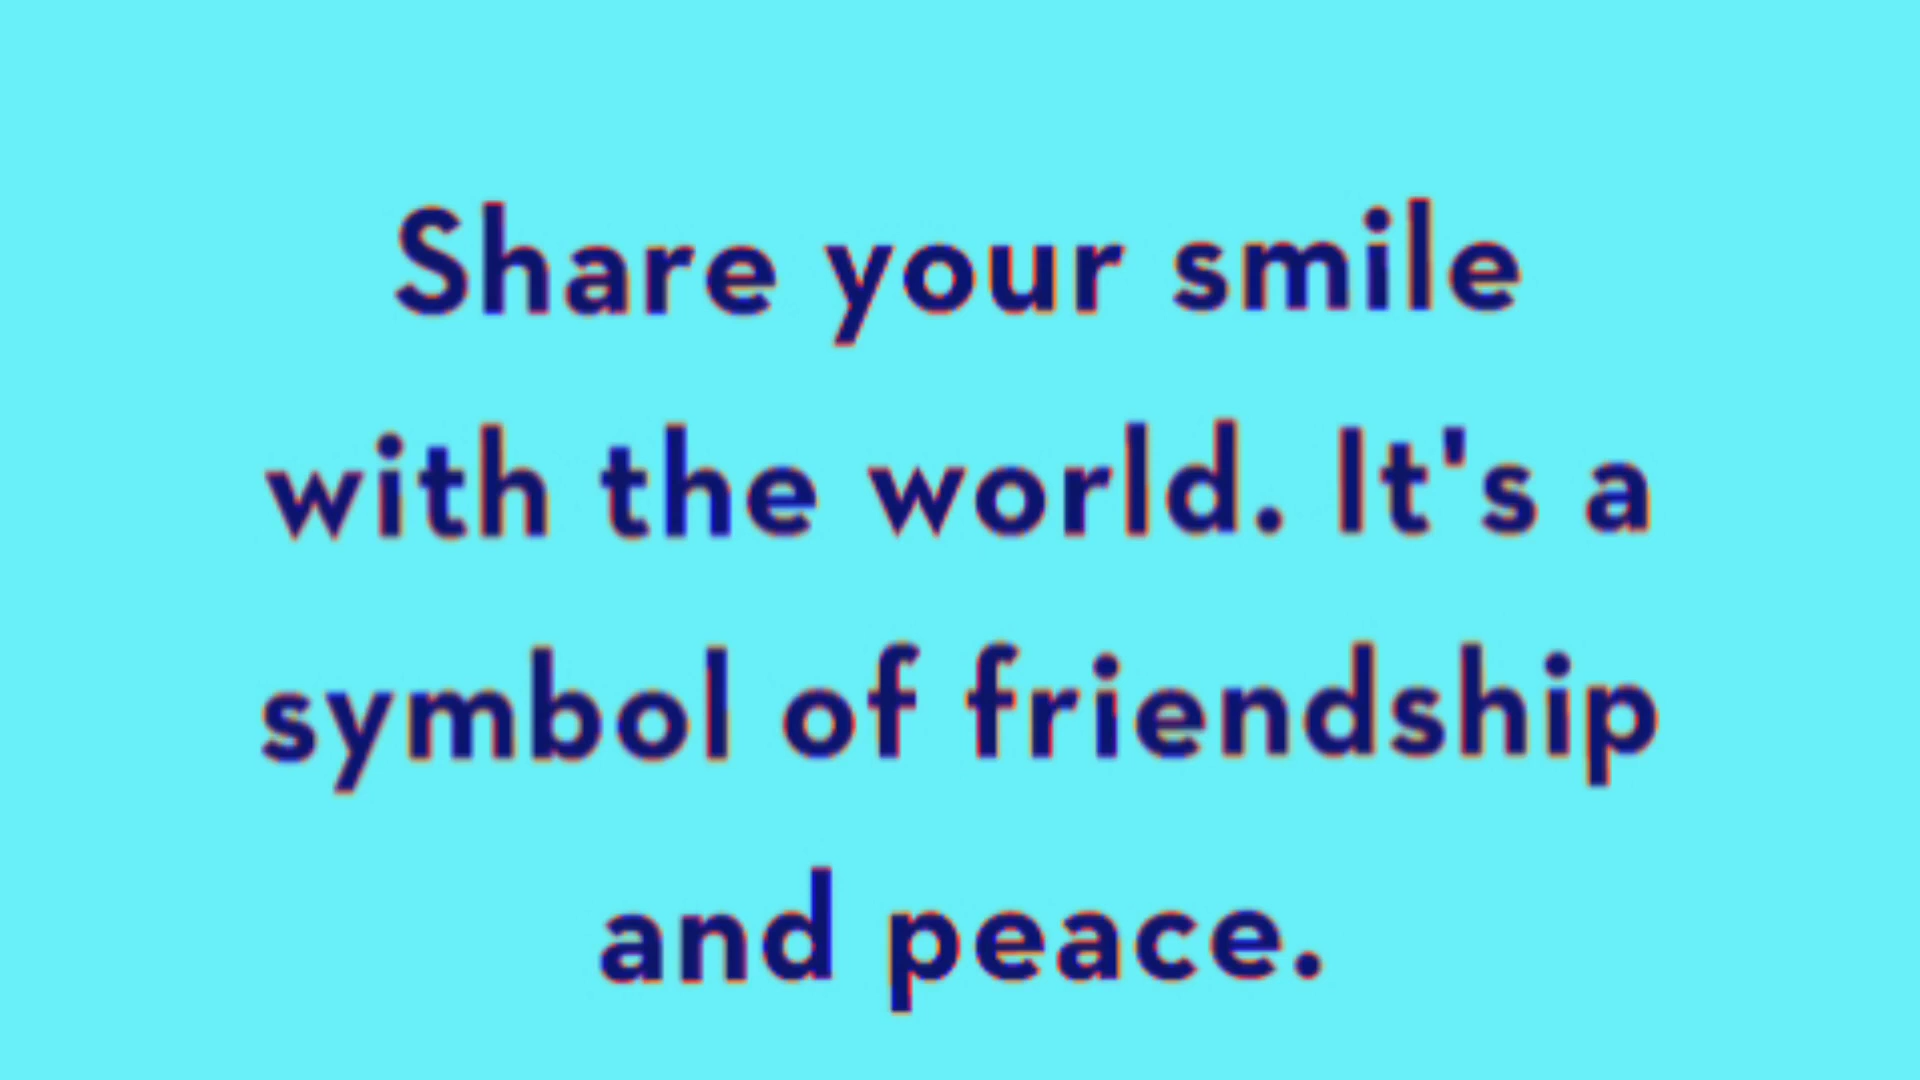 Share your smile
with the world. It's a
symbol of friendship
and peace.